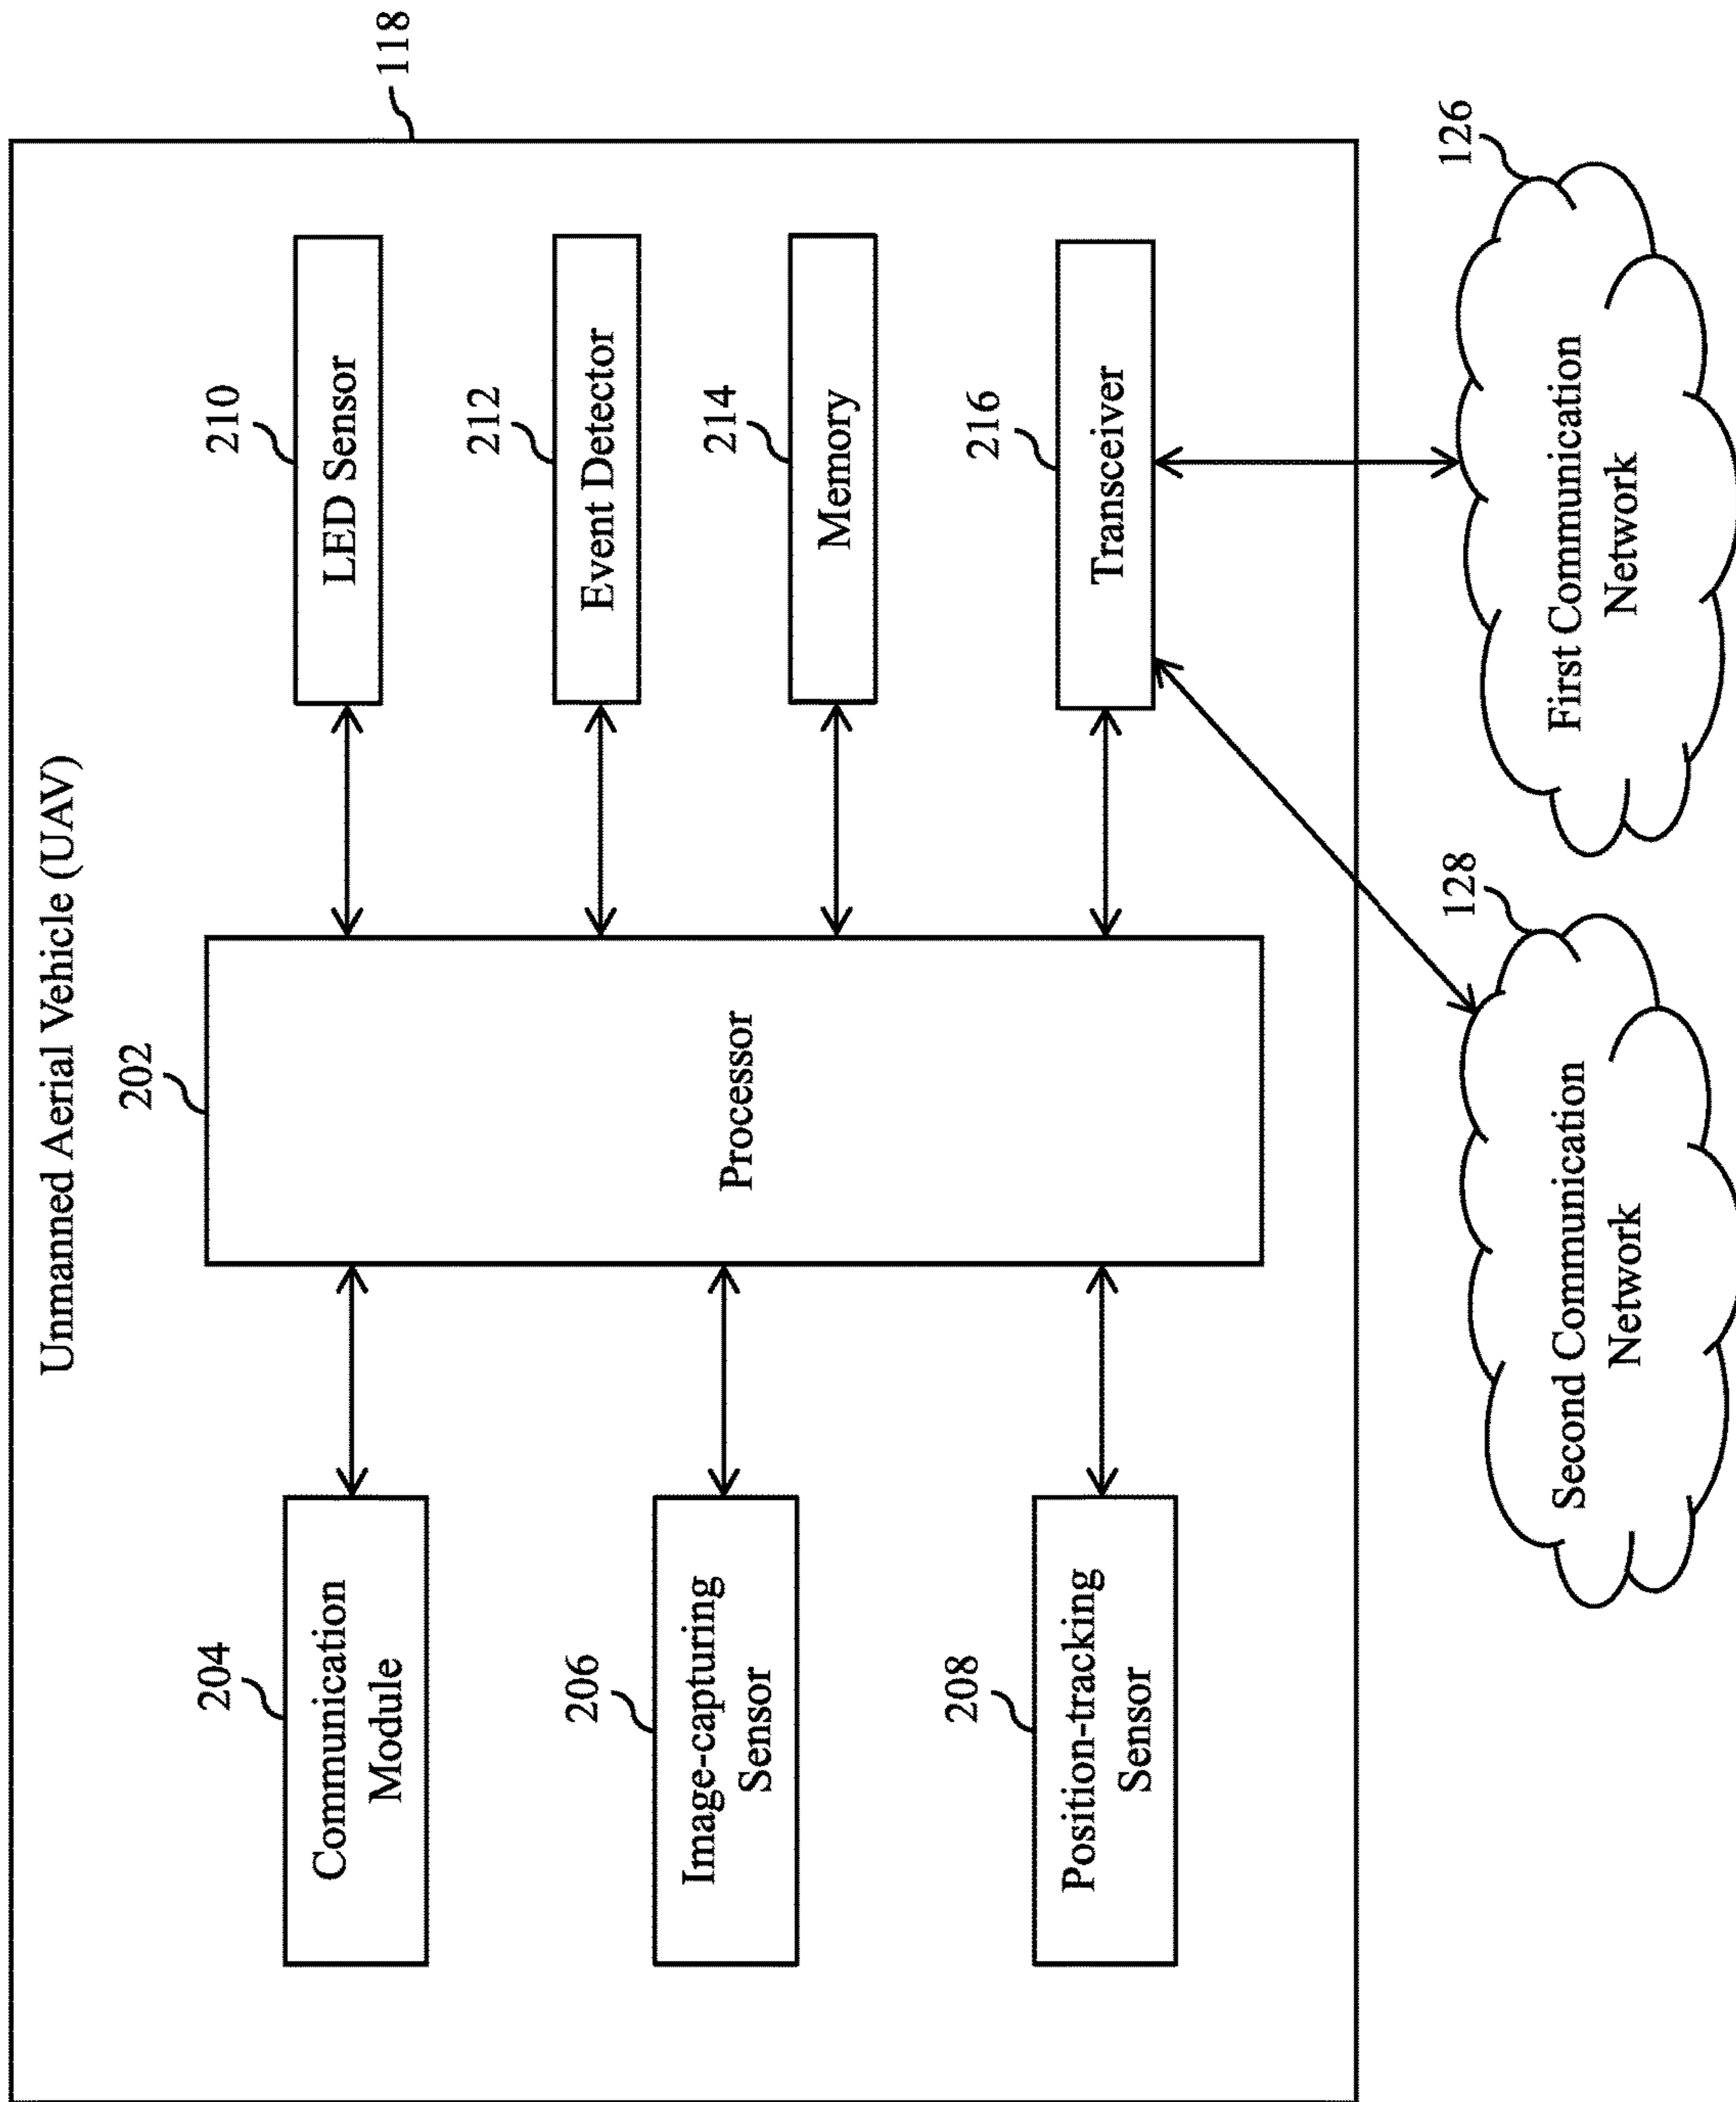 Unmanned Aerial Vehicle (UAV)
118
202
Processor
204
Communication
Module
206
Image-capturing
Sensor
208
Position-tracking
Sensor
210
LED Sensor
212
Event Detector
214
Memory
216
Transceiver
128
Second Communication
Network
126
First Communication
Network